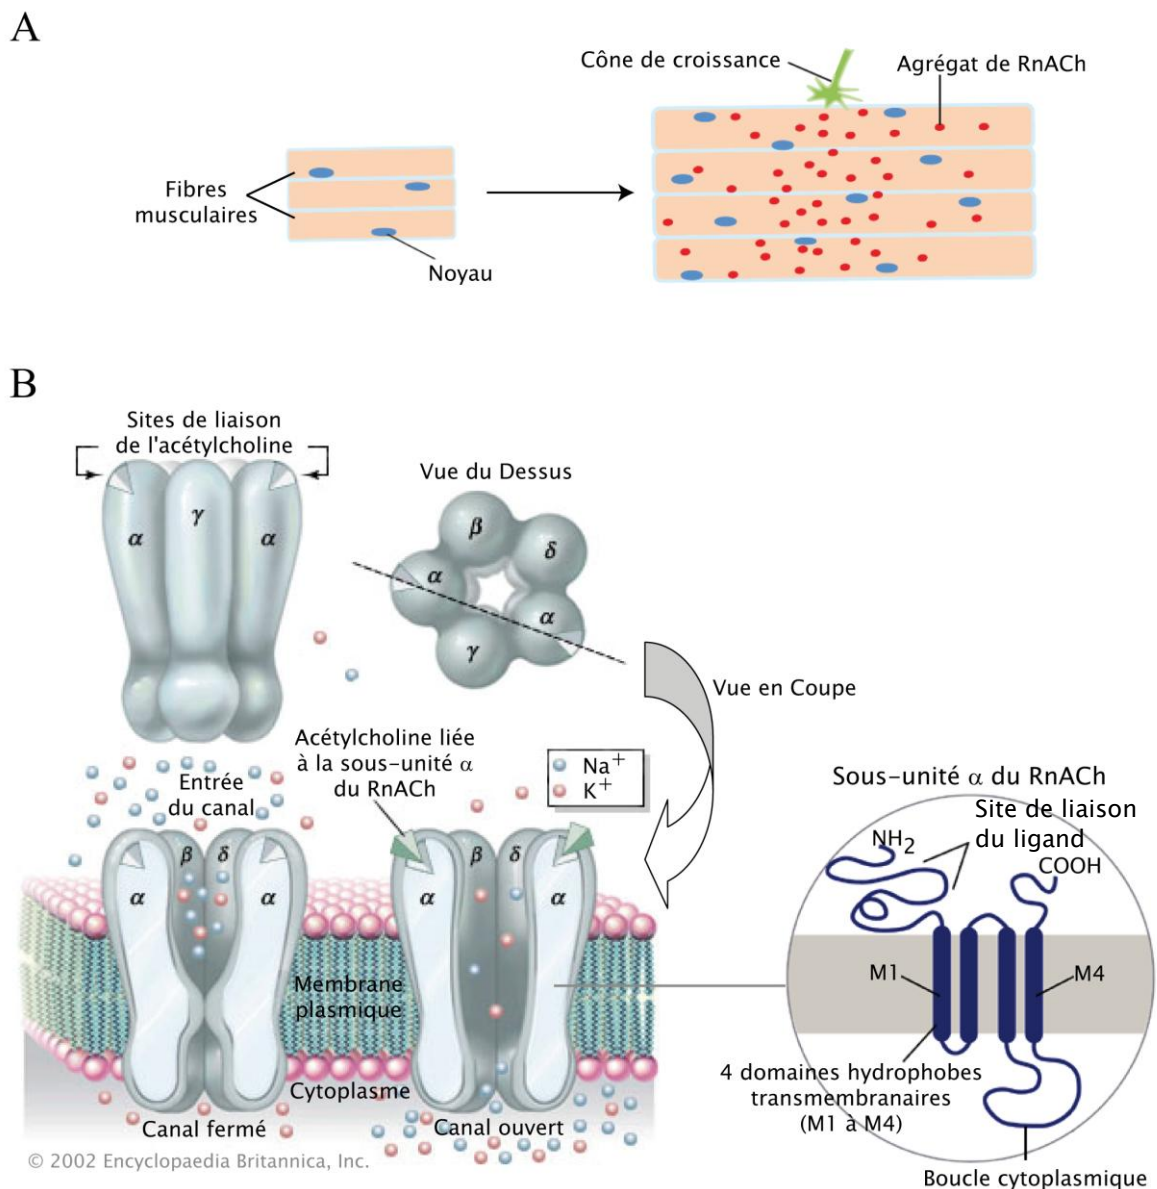 A
Cône de croissance
Agrégat de RnACh
Fibres
musculaires
Noyau
B
Sites de liaison
de l'acétylcholine
α
γ
α
Vue du Dessus
β
δ
α
α
γ
Vue en Coupe
Acétylcholine liée
à la sous-unité α
du RnACh
Na+
K+
Entrée
du canal
α
β
δ
α
α
β
δ
α
Membrane
plasmique
Cytoplasme
Canal fermé
Canal ouvert
© 2002 Encyclopaedia Britannica, Inc.
Sous-unité α du RnACh
Site de liaison
du ligand
NH2
COOH
M1
M4
4 domaines hydrophobes
transmembranaires
(M1 à M4)
Boucle cytoplasmique